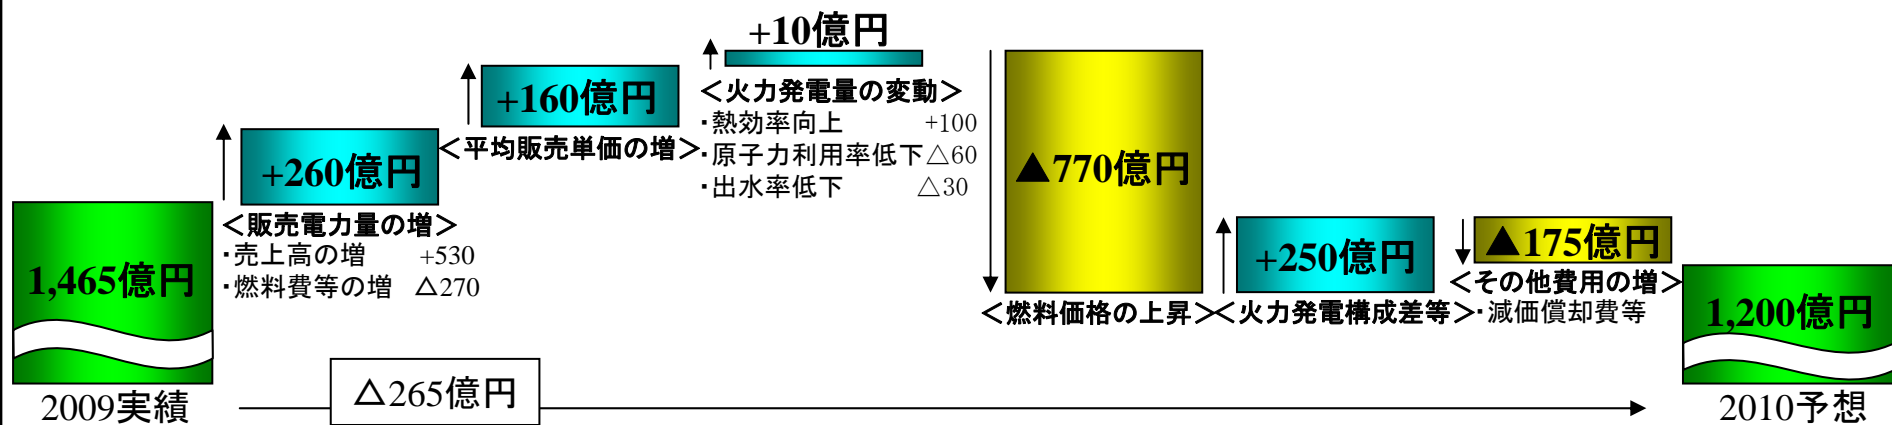 1,465億円
2009実績
+260億円
＜販売電力量の増＞
・売上高の増 +530
・燃料費等の増 △270
+160億円
＜平均販売単価の増＞
+10億円
＜火力発電量の変動＞
・熱効率向上 +100
・原子力利用率低下△60
・出水率低下 △30
▲770億円
＜燃料価格の上昇＞
+250億円
＜火力発電構成差等＞
▲175億円
＜その他費用の増＞
・減価償却費等
1,200億円
2010予想
△265億円